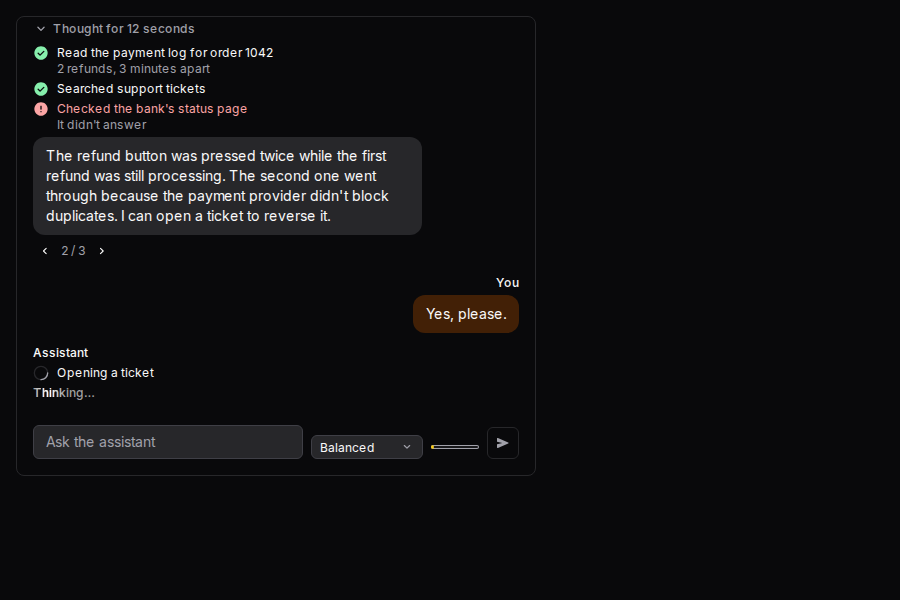 Thought for 12 seconds
Read the payment log for order 1042
2 refunds, 3 minutes apart
Searched support tickets
Checked the bank's status page
It didn't answer
The refund button was pressed twice while the first
refund was still processing. The second one went
through because the payment provider didn't block
duplicates. I can open a ticket to reverse it.
2 / 3
You
Yes, please.
Assistant
Opening a ticket
Thinking...
Ask the assistant
Balanced